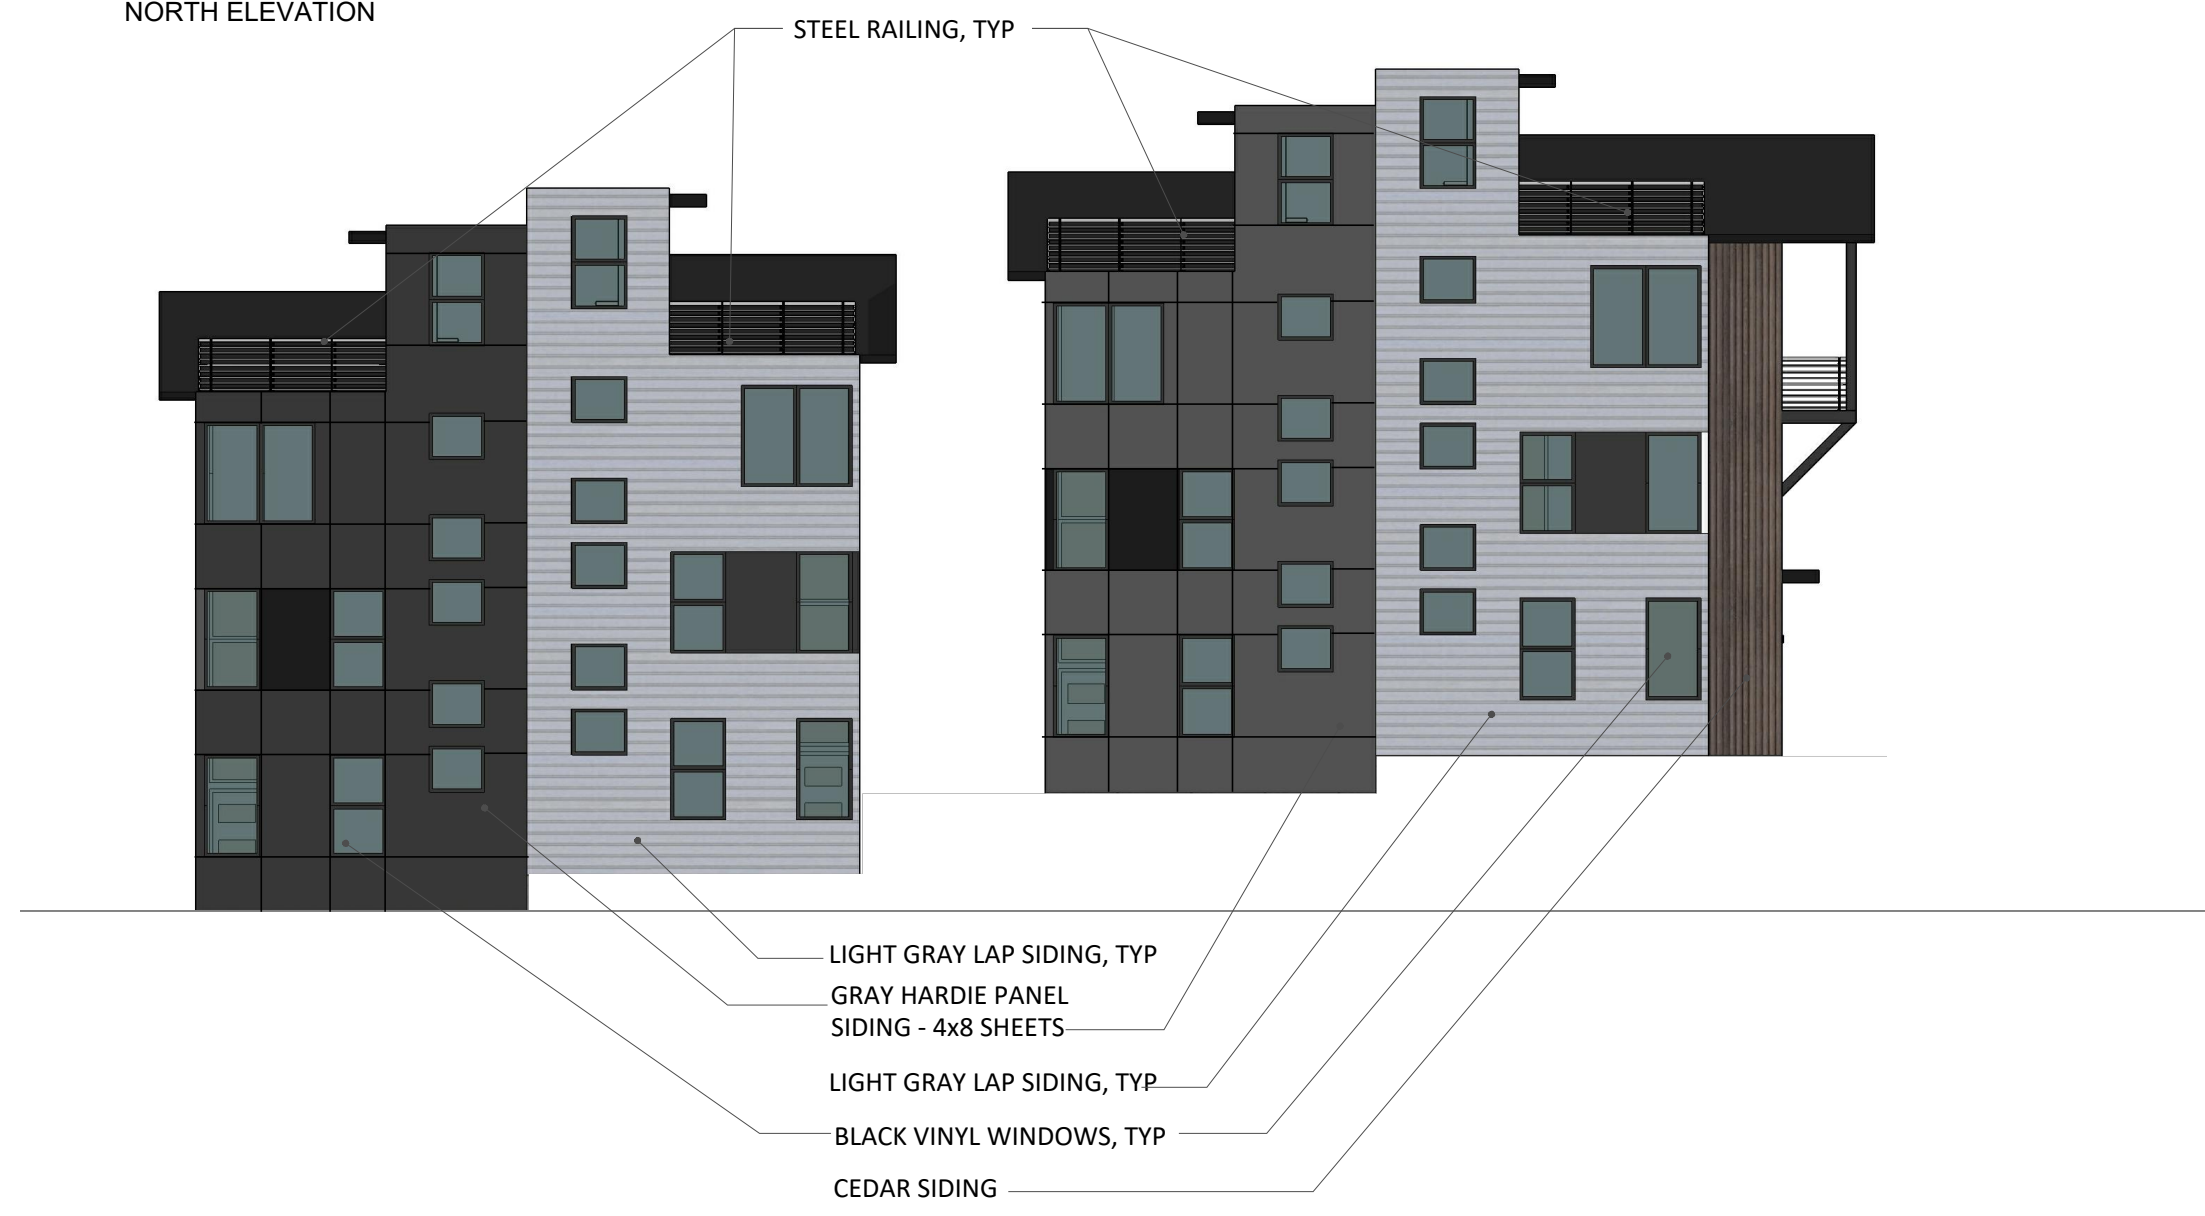 NORTH ELEVATION
STEEL RAILING, TYP
LIGHT GRAY LAP SIDING, TYP
GRAY HARDIE PANEL
SIDING - 4x8 SHEETS
LIGHT GRAY LAP SIDING, TYP
BLACK VINYL WINDOWS, TYP
CEDAR SIDING